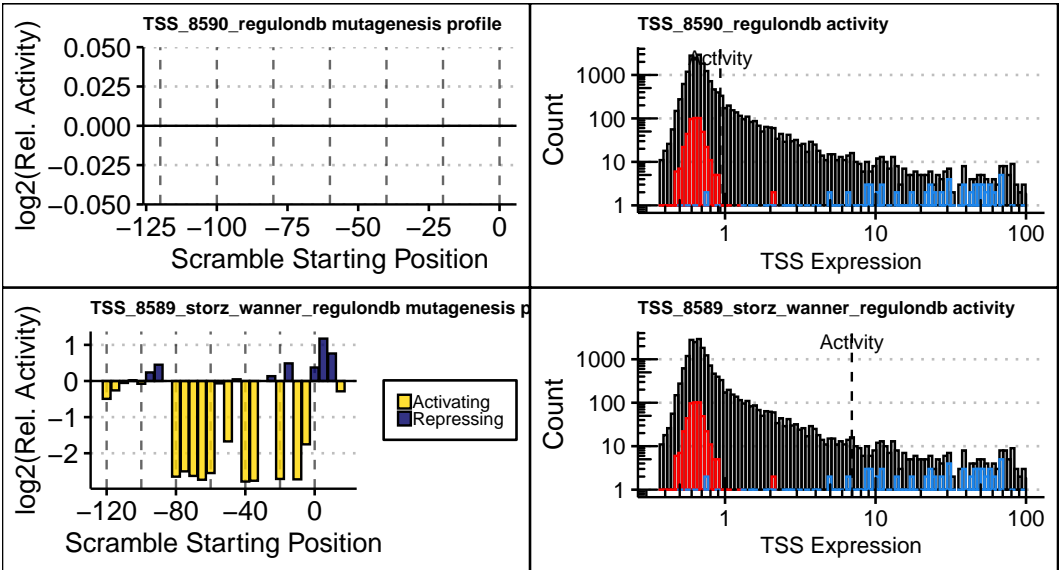 TSS_8590_regulondb mutagenesis profile
log2(Rel. Activity)
0.050
0.025
0.000
−0.025
−0.050
−125 −100 −75 −50 −25 0
Scramble Starting Position
TSS_8590_regulondb activity
Activity
Count
1000
100
10
1
1 10 100
TSS Expression
TSS_8589_storz_wanner_regulondb mutagenesis p
log2(Rel. Activity)
1
0
−1
−2
−120 −80 −40 0
Scramble Starting Position
Activating
Repressing
TSS_8589_storz_wanner_regulondb activity
Activity
Count
1000
100
10
1
1 10 100
TSS Expression